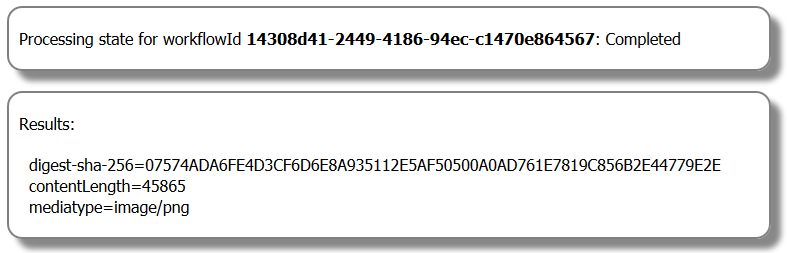 Processing state for workflowId 14308d41-2449-4186-94ec-c1470e864567: Completed
Results:
digest-sha-256=07574ADA6FE4D3CF6D6E8A935112E5AF50500A0AD761E7819C856B2E44779E2E
contentLength=45865
mediatype=image/png